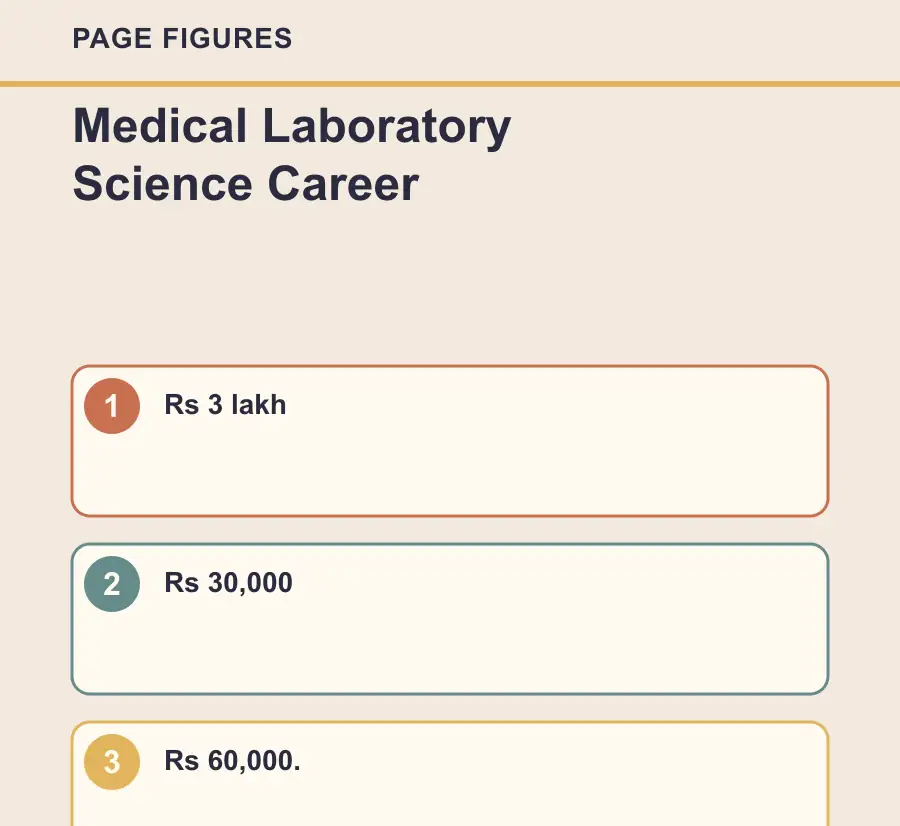 PAGE FIGURES
Medical Laboratory
Science Career
1
Rs 3 lakh
2
Rs 30,000
3
Rs 60,000.